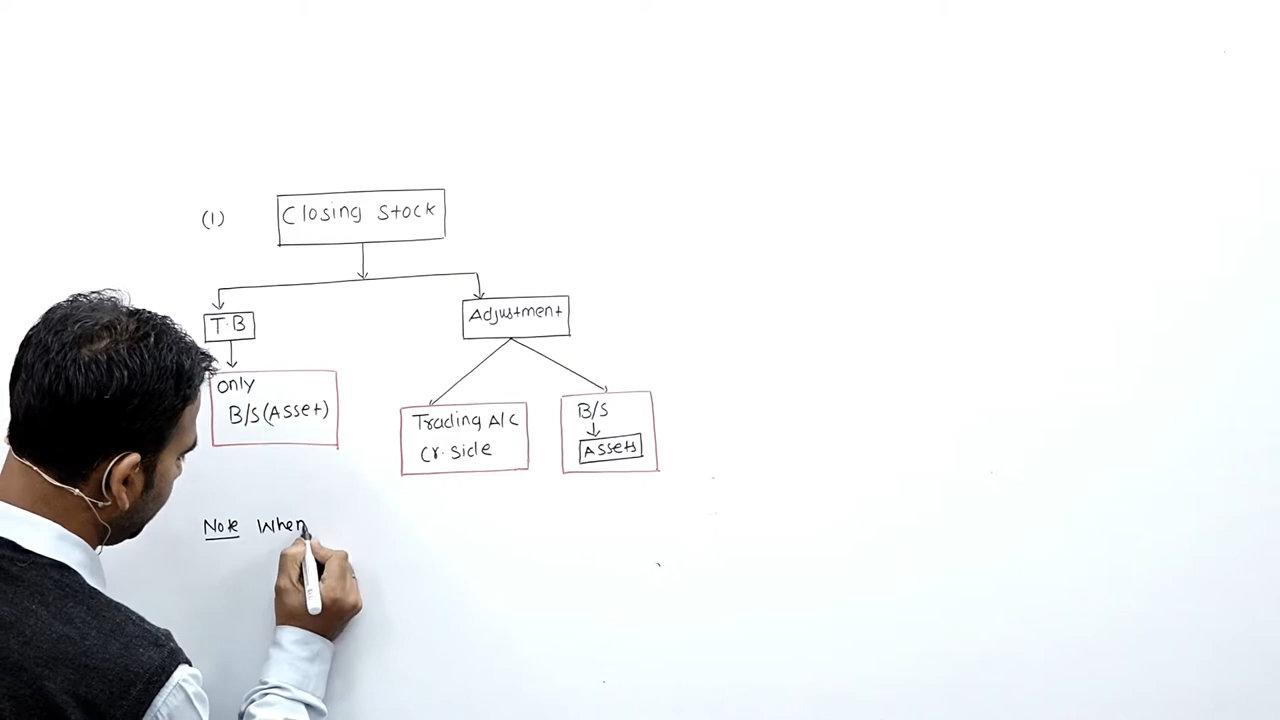 (1) Closing Stock
T.B
Adjustment
only
B/S (Asset)
Trading A/C
Cr. side
B/S
Assets
Note When